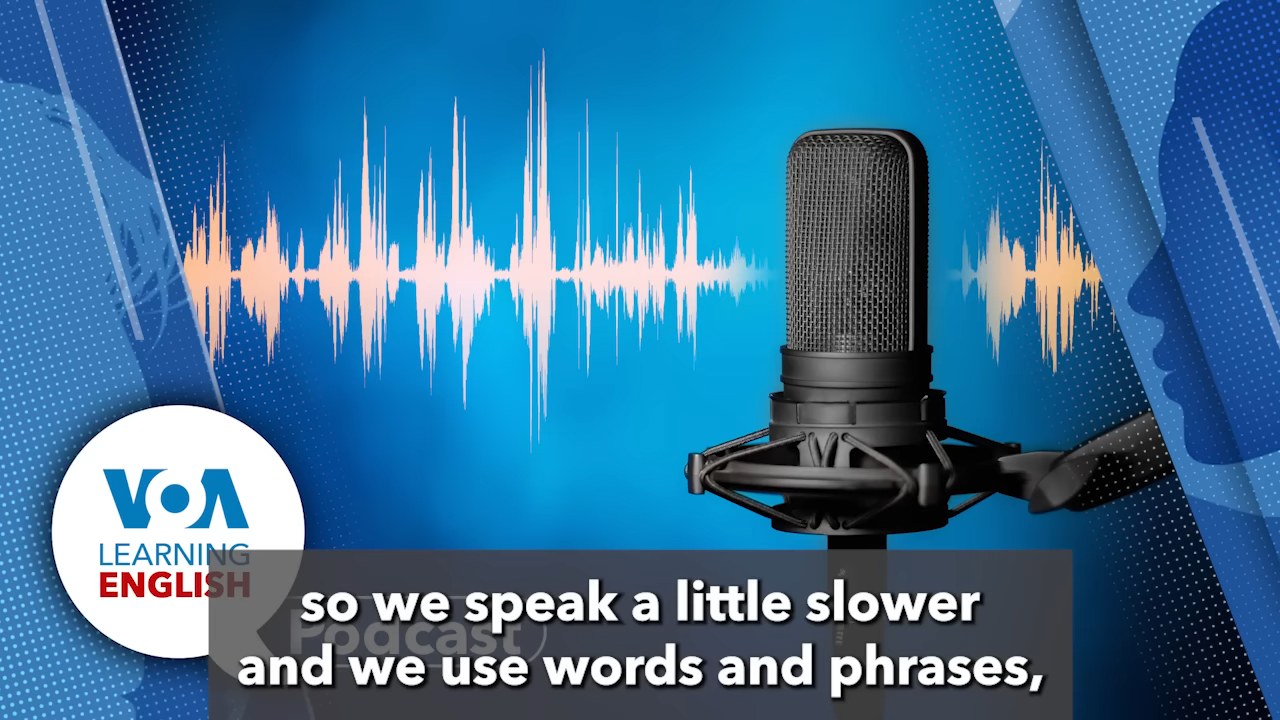 VOA
LEARNING
ENGLISH
Podcast
so we speak a little slower
and we use words and phrases,